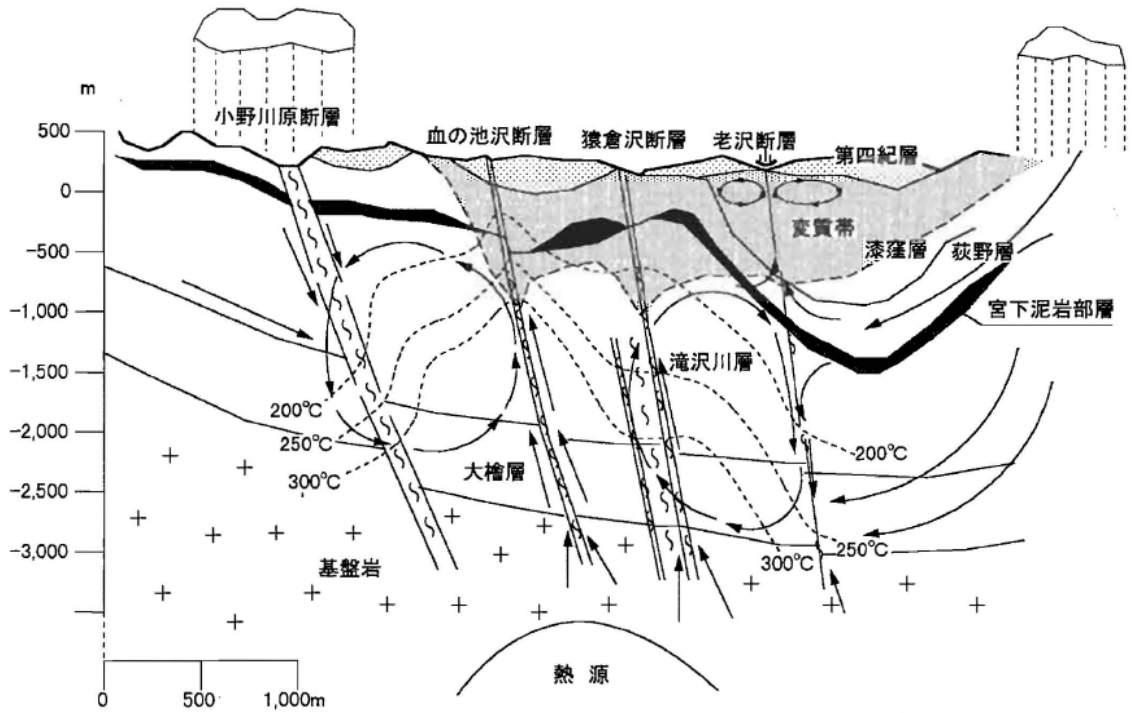 m
小野川原断層
500
血の池沢断層
猿倉沢断層
老沢断層
第四紀層
0
変質帯
-500
漆窪層
荻野層
-1,000
宮下泥岩部層
滝沢川層
-1,500
200℃
-2,000
250℃
200℃
300℃
大檜層
-2,500
-3,000
基盤岩
300℃
250℃
熱源
0
500
1,000m